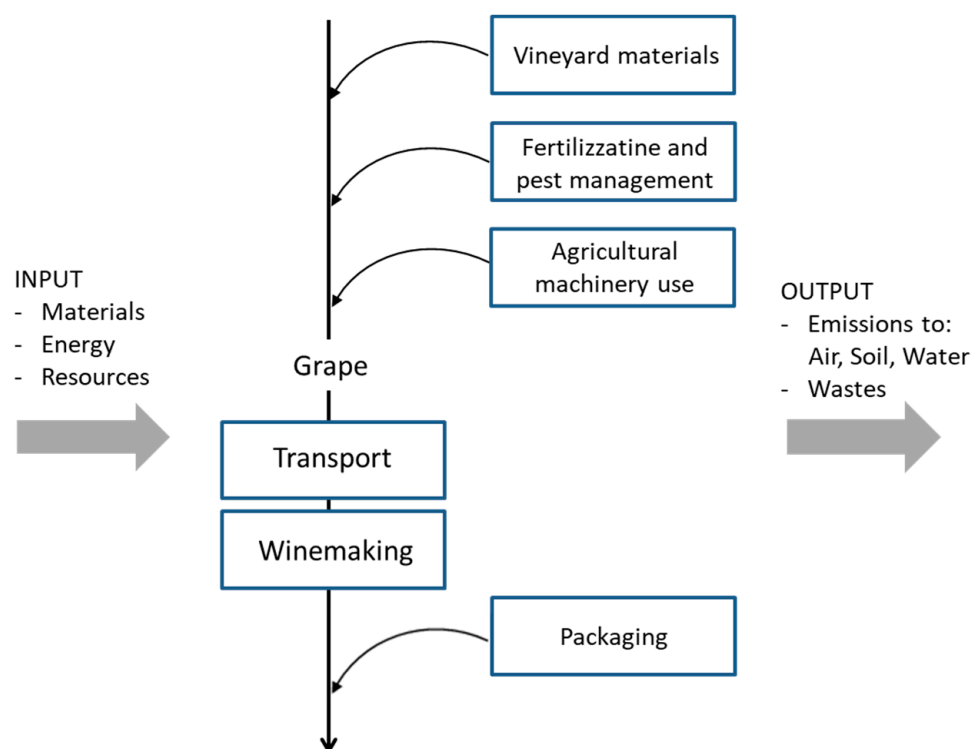 Vineyard materials
Fertilizzatine and
pest management
Agricultural
machinery use
INPUT
- Materials
- Energy
- Resources
OUTPUT
- Emissions to:
Air, Soil, Water
- Wastes
Grape
Transport
Winemaking
Packaging